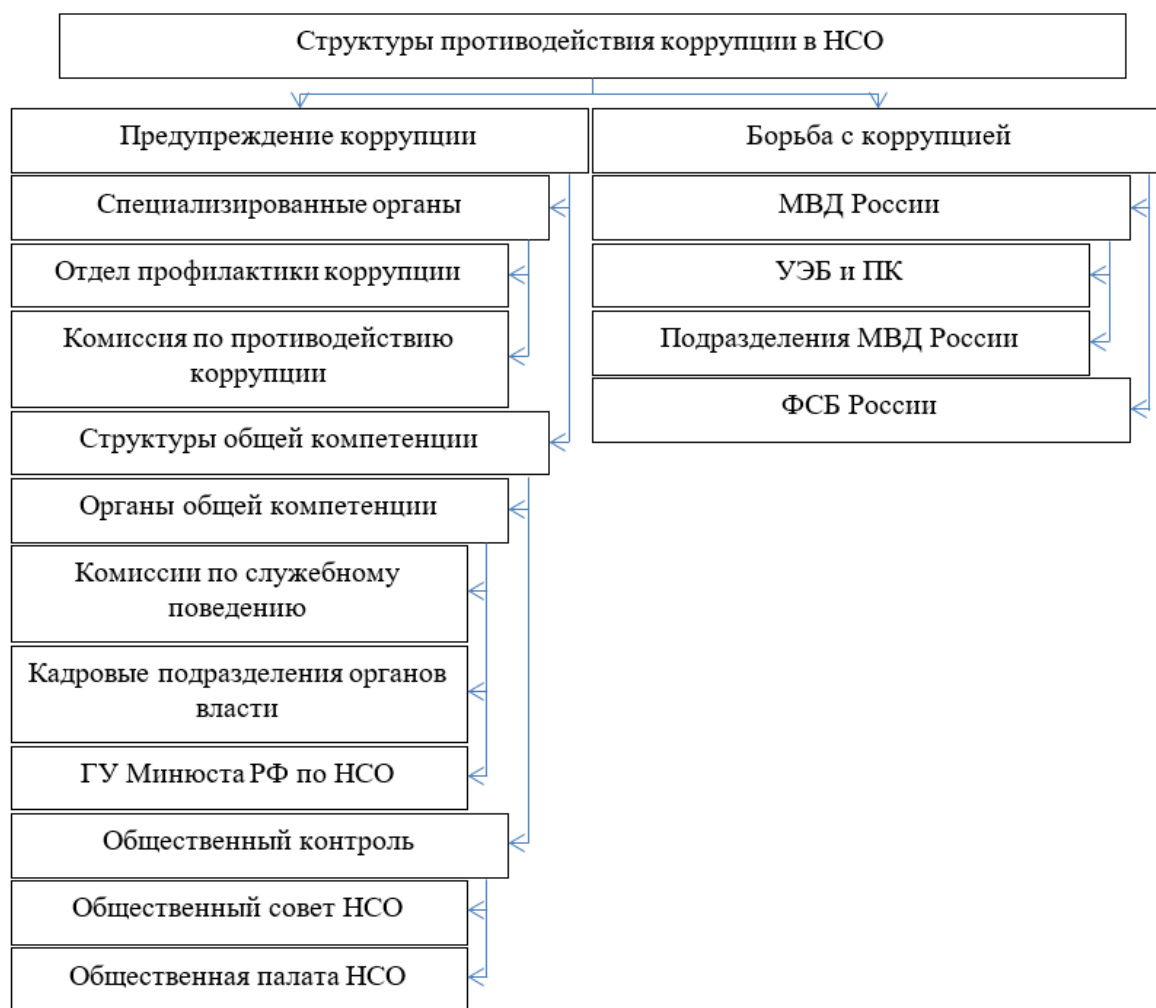 Структуры противодействия коррупции в НСО
Предупреждение коррупции
Специализированные органы
Отдел профилактики коррупции
Комиссия по противодействию
коррупции
Структуры общей компетенции
Органы общей компетенции
Комиссии по служебному
поведению
Кадровые подразделения органов
власти
ГУ Минюста РФ по НСО
Общественный контроль
Общественный совет НСО
Общественная палата НСО
Борьба с коррупцией
МВД России
УЭБ и ПК
Подразделения МВД России
ФСБ России